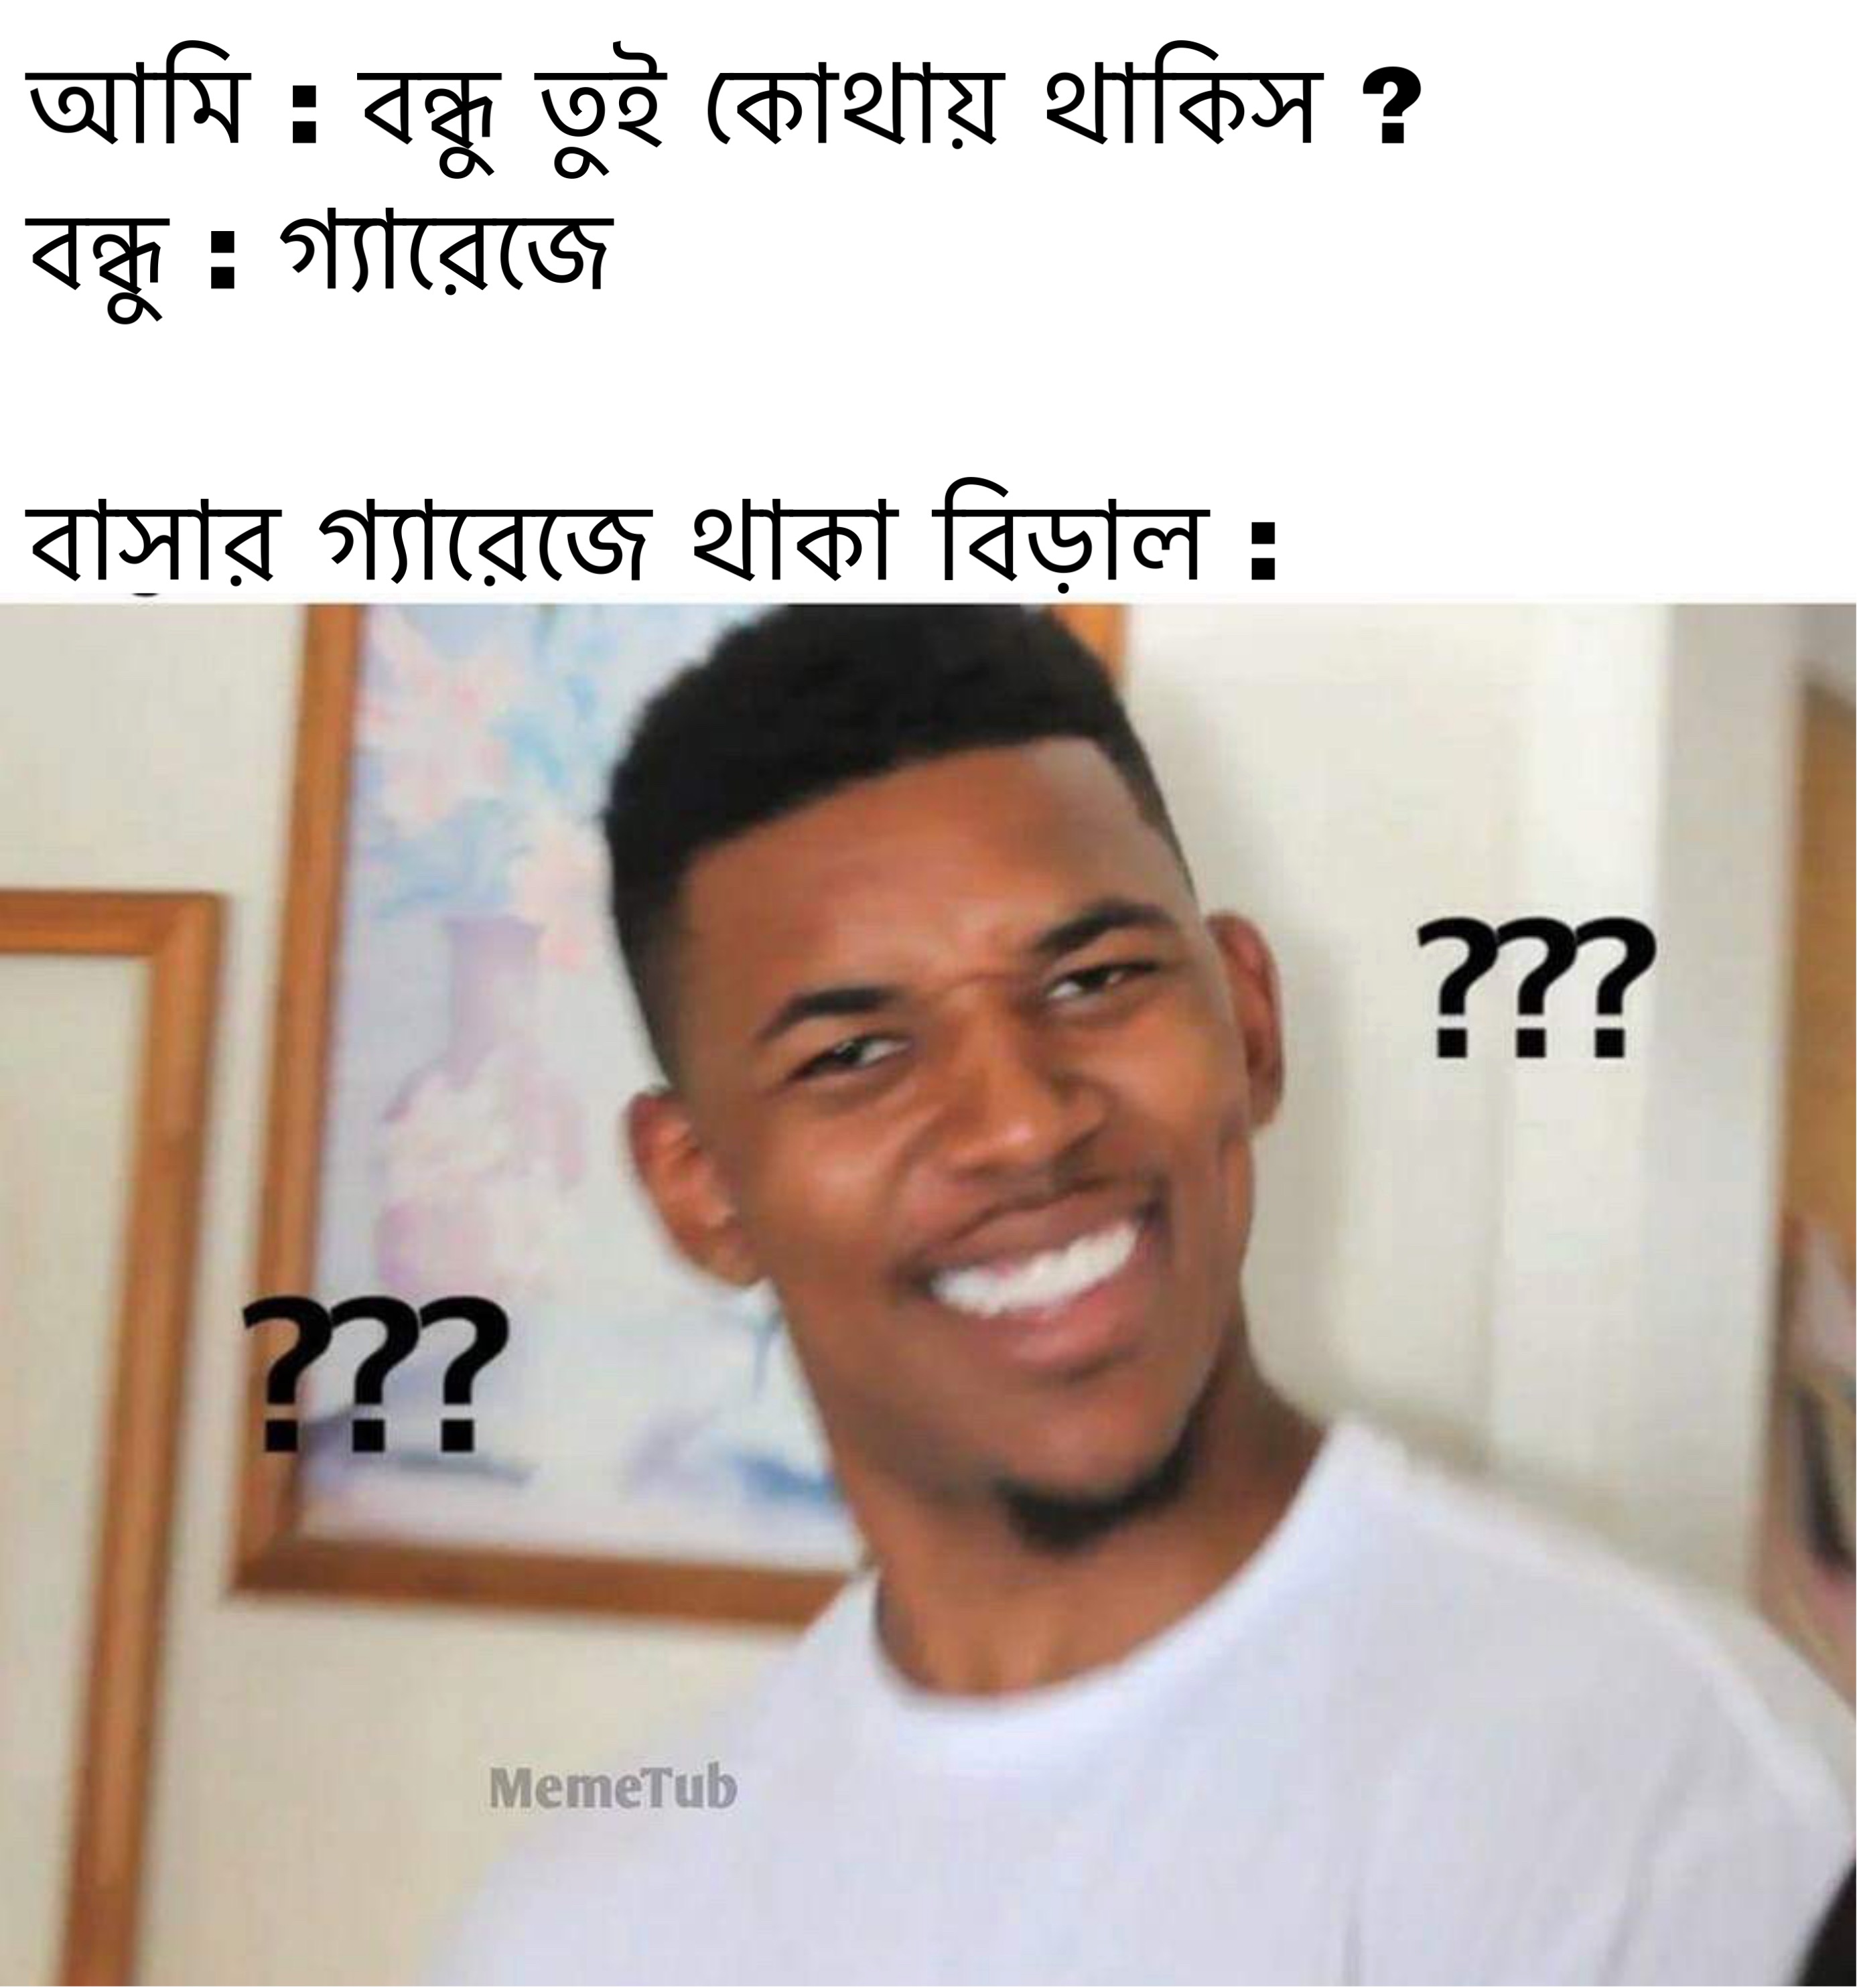 আমি : বন্ধু তুই কোথায় থাকিস ?
বন্ধু : গ্যারেজে
বাসার গ্যারেজে থাকা বিড়াল :
???
???
MemeTub